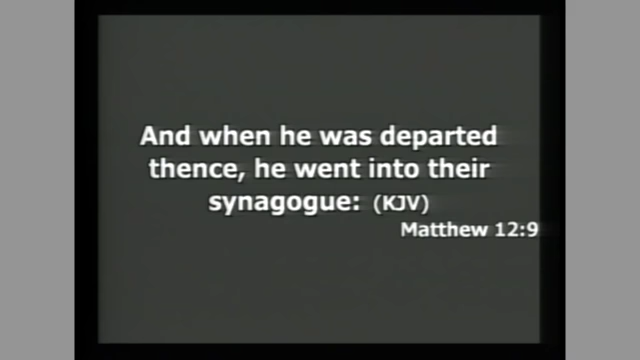 And when he was departed
thence, he went into their
synagogue: (KJV)
Matthew 12:9